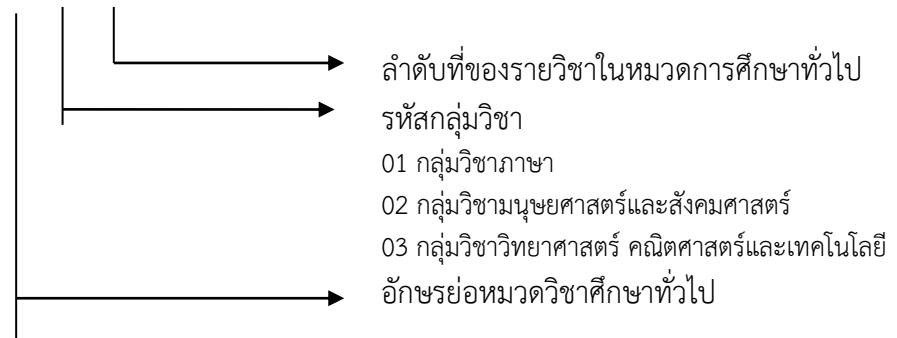 ลำดับที่ของรายวิชาในหมวดการศึกษาทั่วไป
รหัสกลุ่มวิชา
01 กลุ่มวิชาภาษา
02 กลุ่มวิชามนุษยศาสตร์และสังคมศาสตร์
03 กลุ่มวิชาวิทยาศาสตร์ คณิตศาสตร์และเทคโนโลยี
อักษรย่อหมวดวิชาศึกษาทั่วไป